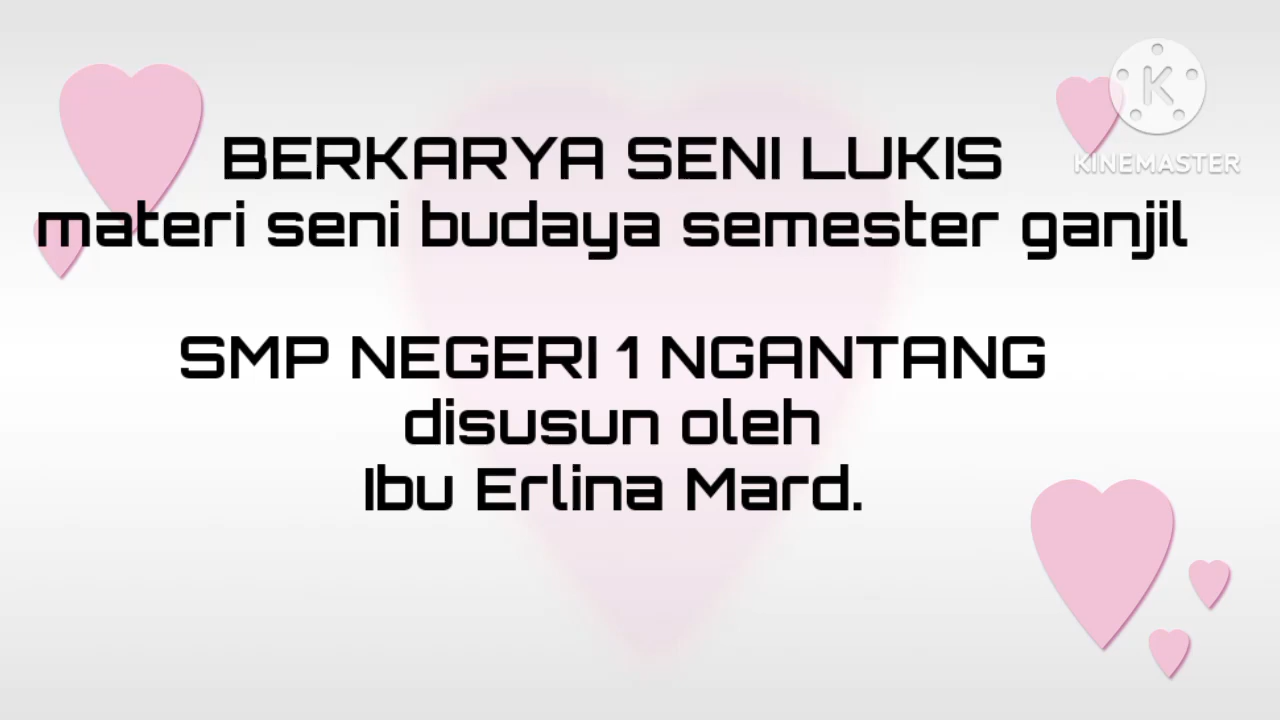 BERKARYA SENI LUKIS
materi seni budaya semester ganjil
SMP NEGERI 1 NGANTANG
disusun oleh
Ibu Erlina Mard.
K
KINEMASTER